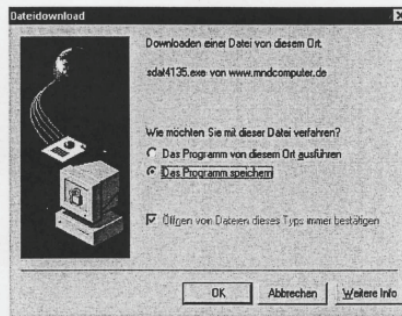 Dateidownload
Downloaden einer Datei von diesem Ort.
sdat4135.exe von www.mndcomputer.de
Wie möchten Sie mit dieser Datei verfahren?
Das Programm von diesem Ort ausführen
Das Programm speichern
Öffnen von Dateien dieses Typs immer bestätigen
OK
Abbrechen
Weitere Info